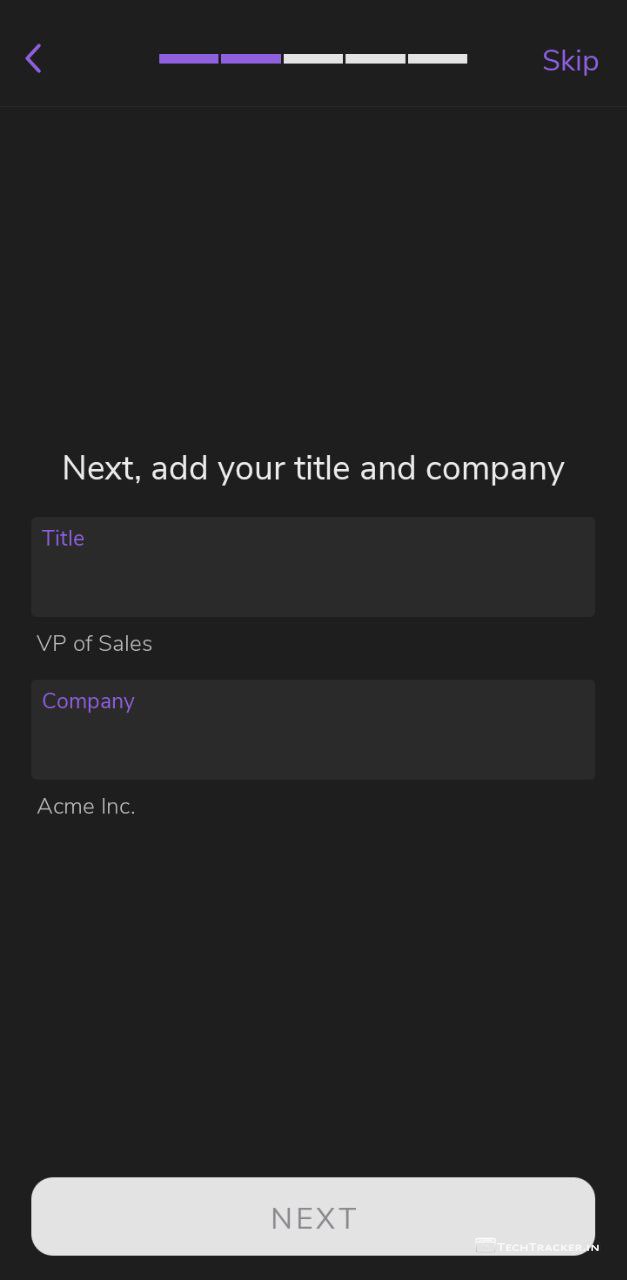 Skip
Next, add your title and company
Title
VP of Sales
Company
Acme Inc.
NEXT
TECHTRACKER.IN